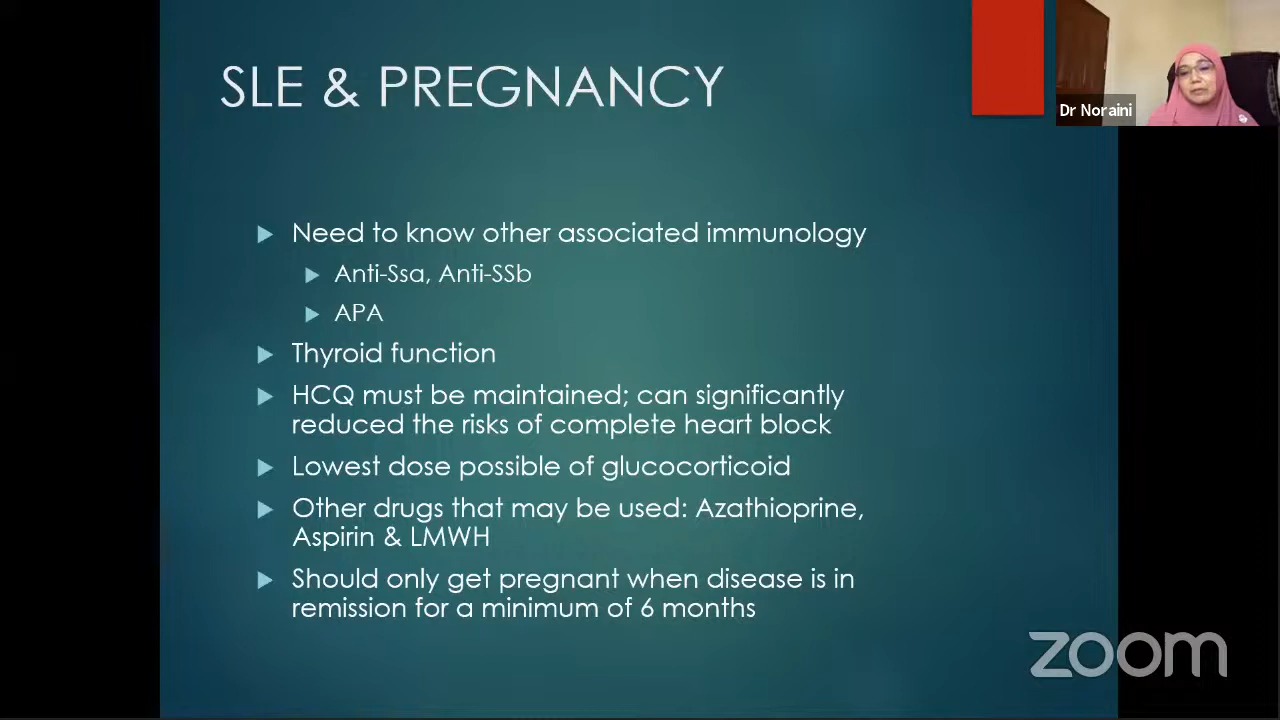 SLE & PREGNANCY
Dr Noraini
Need to know other associated immunology
Anti-Ssa, Anti-SSb
APA
Thyroid function
HCQ must be maintained; can significantly
reduced the risks of complete heart block
Lowest dose possible of glucocorticoid
Other drugs that may be used: Azathioprine,
Aspirin & LMWH
Should only get pregnant when disease is in
remission for a minimum of 6 months
zoom